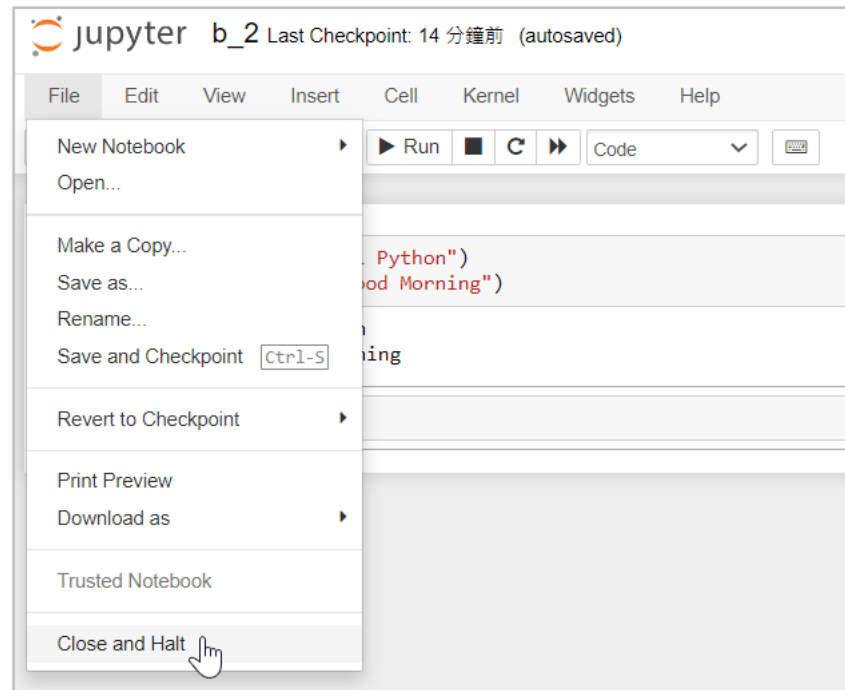 jupyter b_2 Last Checkpoint: 14 分鐘前 (autosaved)
File Edit View Insert Cell Kernel Widgets Help
Run Code
New Notebook
Open...
Make a Copy...
Save as...
Rename...
Save and Checkpoint Ctrl-S
Revert to Checkpoint
Print Preview
Download as
Trusted Notebook
Close and Halt
Python")
od Morning")
ing